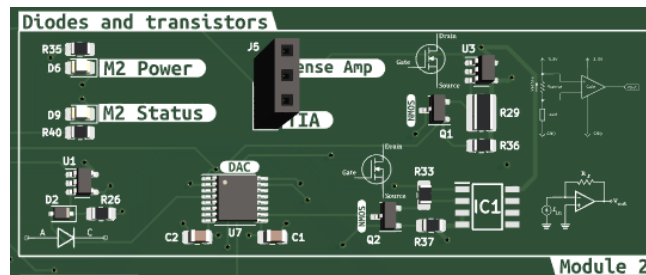 Diodes and transistors
R35
D6
M2 Power
J5
ense Amp
TIA
Drain
Gate
Source
U3
NMOS
Q1
R29
R36
D9
M2 Status
R40
U1
D2
R26
A
C
DAC
U7
C2
C1
Drain
Gate
Source
NMOS
Q2
R33
R37
IC1
Module 2